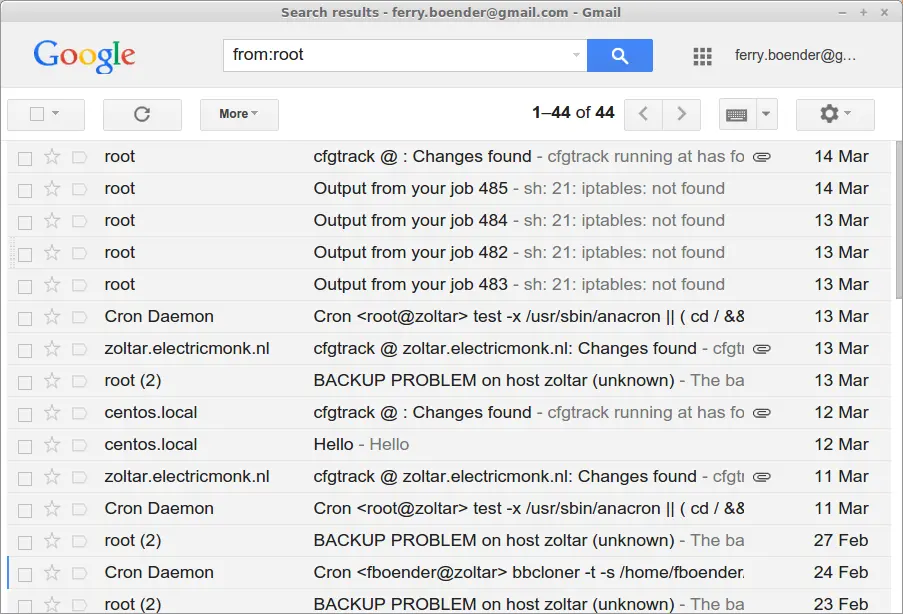 Search results - ferry.boender@gmail.com - Gmail
Google from:root ferry.boender@g...
More 1–44 of 44
root cfgtrack @ : Changes found - cfgtrack running at has fo 14 Mar
root Output from your job 485 - sh: 21: iptables: not found 14 Mar
root Output from your job 484 - sh: 21: iptables: not found 13 Mar
root Output from your job 482 - sh: 21: iptables: not found 13 Mar
root Output from your job 483 - sh: 21: iptables: not found 13 Mar
Cron Daemon Cron <root@zoltar> test -x /usr/sbin/anacron || ( cd / && 13 Mar
zoltar.electricmonk.nl cfgtrack @ zoltar.electricmonk.nl: Changes found - cfgtr 13 Mar
root (2) BACKUP PROBLEM on host zoltar (unknown) - The ba 13 Mar
centos.local cfgtrack @ : Changes found - cfgtrack running at has fo 12 Mar
centos.local Hello - Hello 12 Mar
zoltar.electricmonk.nl cfgtrack @ zoltar.electricmonk.nl: Changes found - cfgtr 11 Mar
Cron Daemon Cron <root@zoltar> test -x /usr/sbin/anacron || ( cd / && 11 Mar
root (2) BACKUP PROBLEM on host zoltar (unknown) - The ba 27 Feb
Cron Daemon Cron <fboender@zoltar> bbcloner -t -s /home/fboender. 24 Feb
root (2) BACKUP PROBLEM on host zoltar (unknown) - The ba 23 Feb